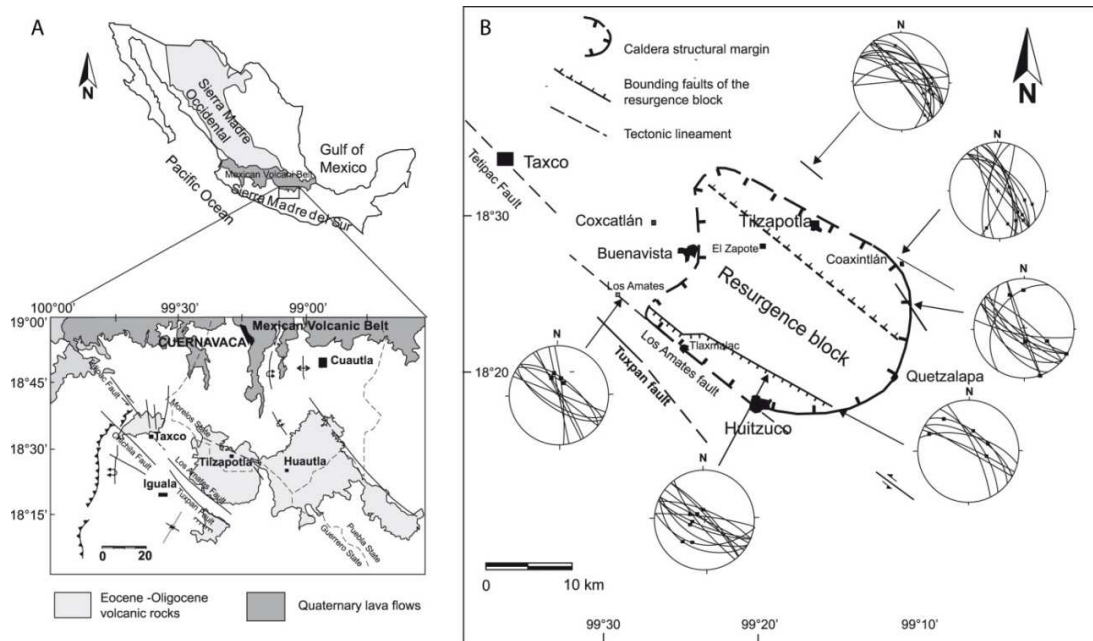 A
N
Sierra Madre
Occidental
Gulf of
Mexico
Mexican Volcani Belt
Pacific Ocean
Sierra Madre del sur
100°00'
99°30'
99°00'
19°00'
Mexican Volcanic Belt
CUERNAVACA
Cuautla
18°45'
Morelos State
Taxco
18°30'
Chichila Fault
Tilzapotla
Huautla
Los Amates Fault
Iguala
Tuxpan Fault
18°15'
Puebla State
Guerrero State
0
20
Eocene -Oligocene
volcanic rocks
Quaternary lava flows
B
Caldera structural margin
Bounding faults of the
resurgence block
Tectonic lineament
N
N
N
N
N
N
N
Tetipac Fault
Taxco
18°30'
Coxcatlán
Tilzapotla
Buenavista
El Zapote
Coaxintlán
Los Amates
Resurgence block
Tlaxmalac
Los Amates fault
18°20'
Tuxpan fault
Quetzalapa
Huitzuco
0
10 km
99°30'
99°20'
99°10'